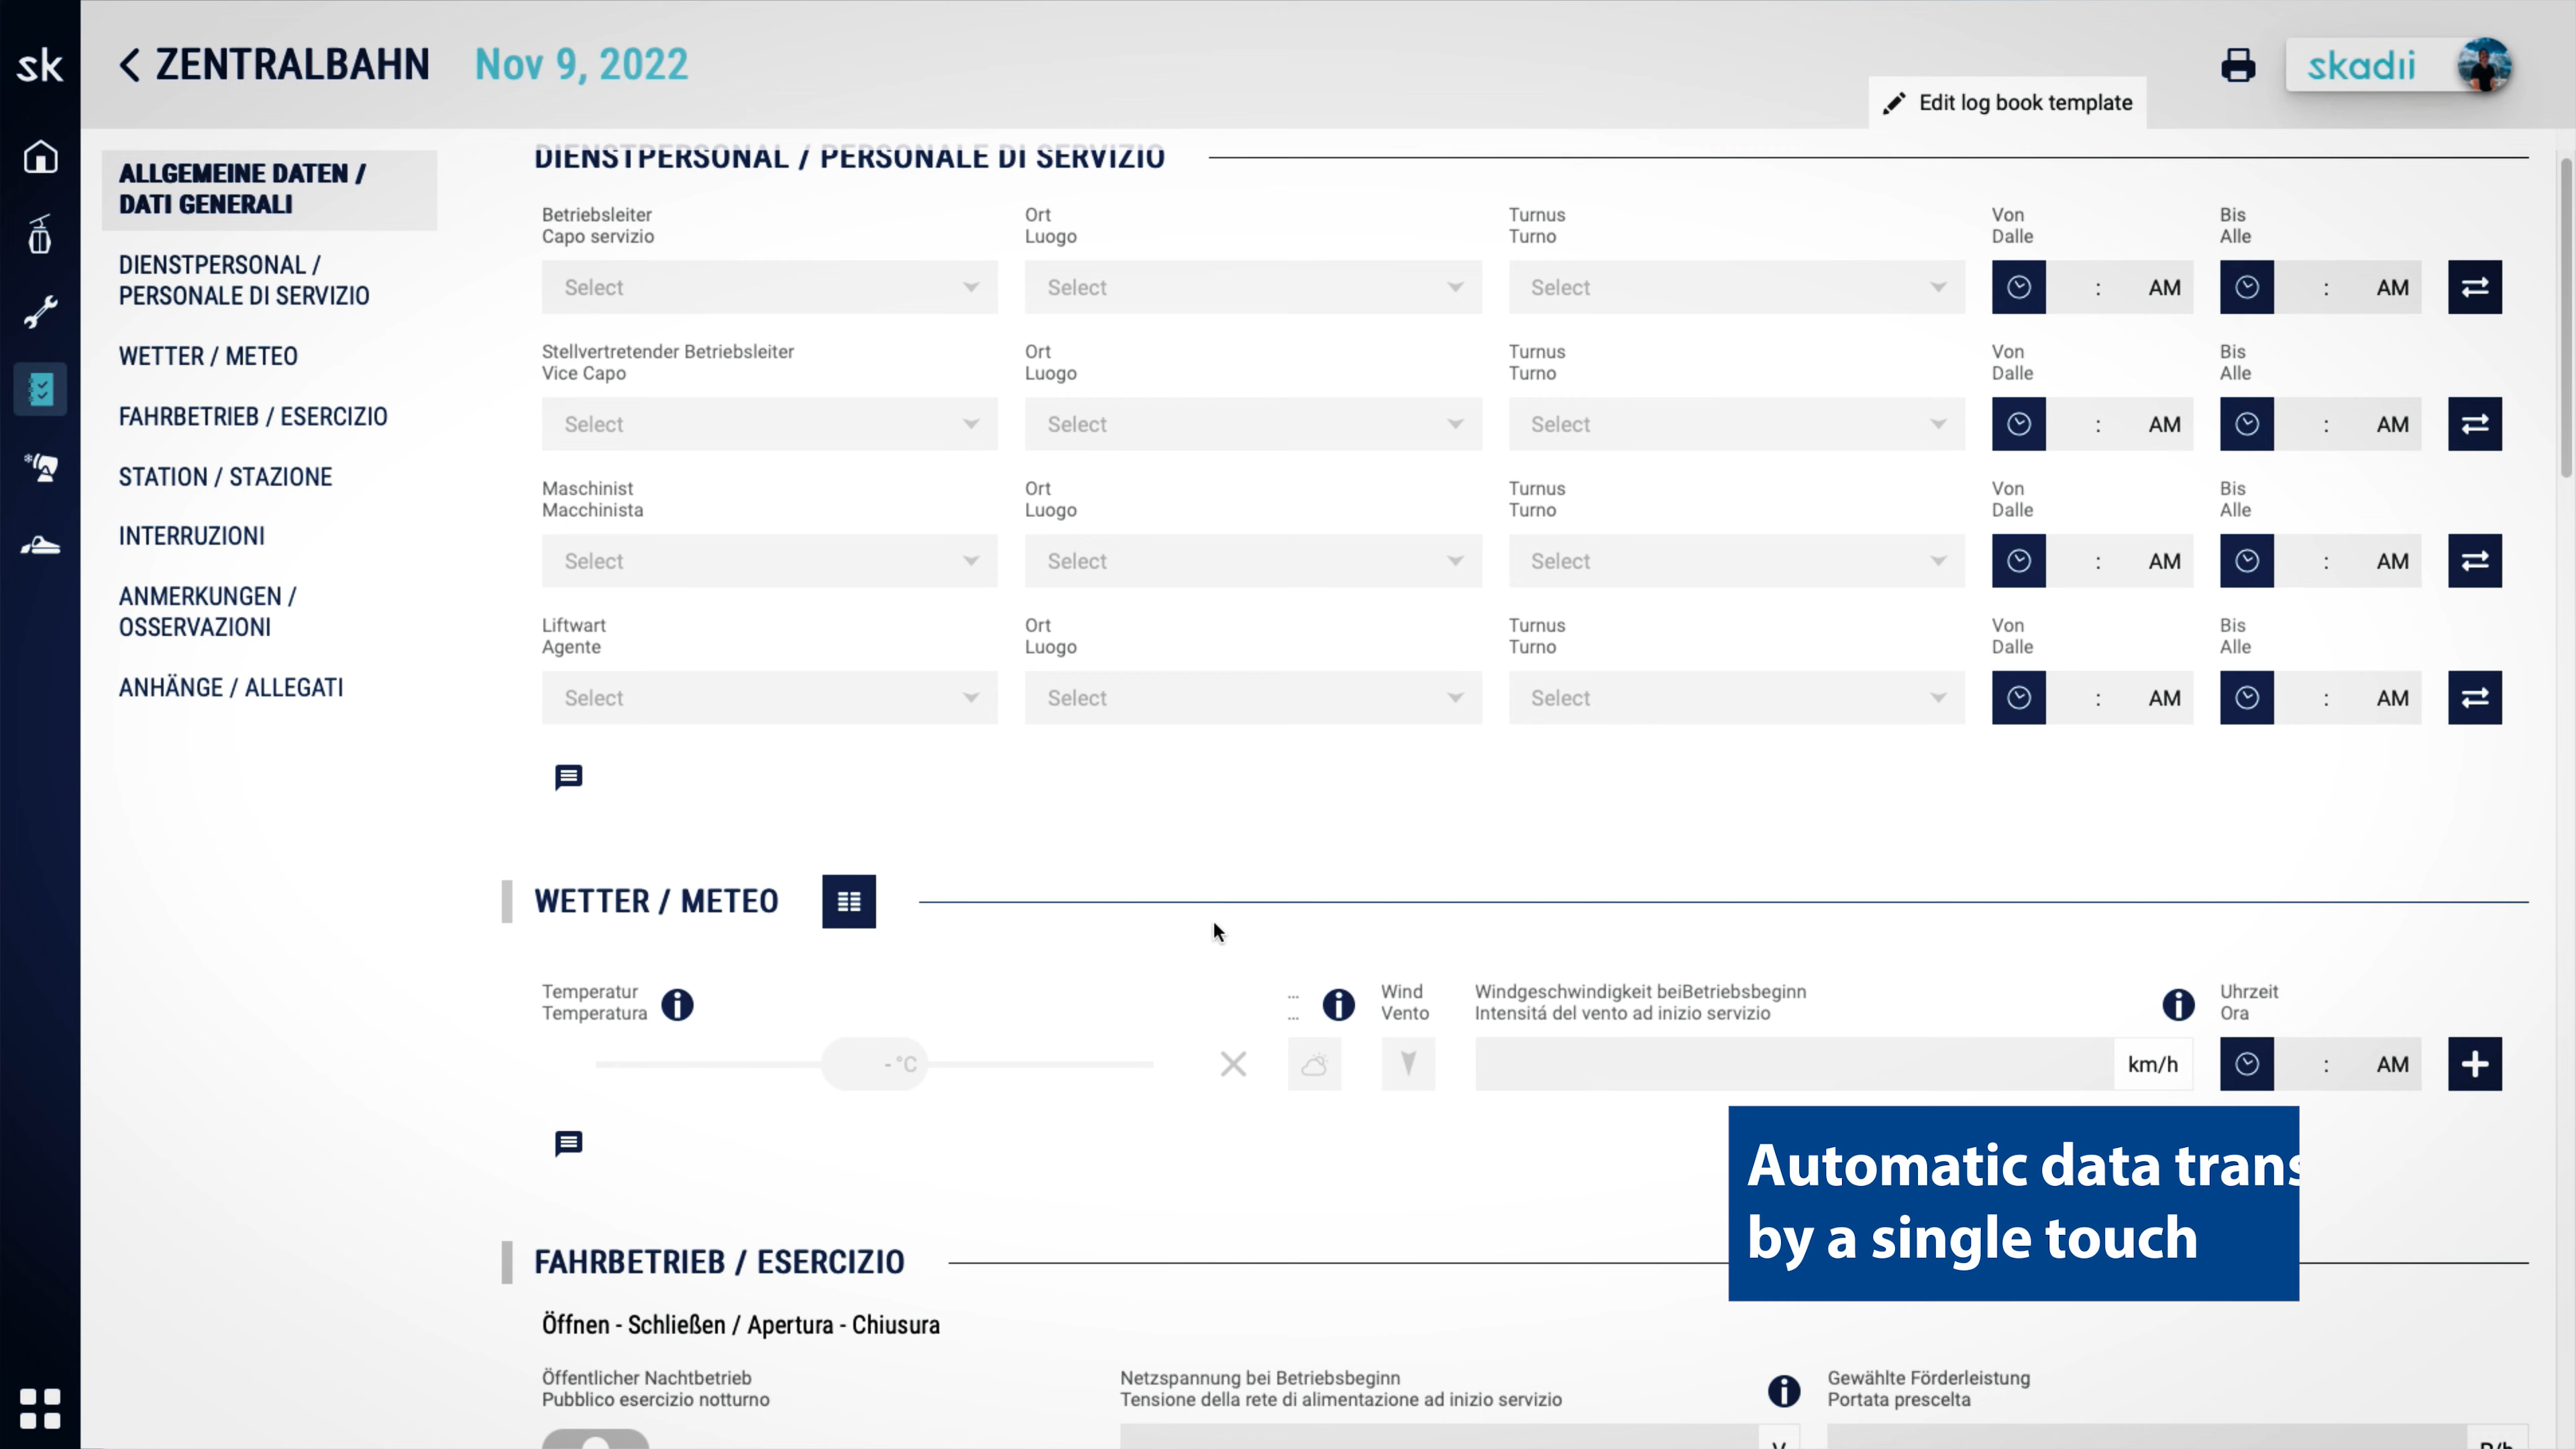 sk
ZENTRALBAHN Nov 9, 2022
Edit log book template
skadii
ALLGEMEINE DATEN /
DATI GENERALI
DIENSTPERSONAL /
PERSONALE DI SERVIZIO
WETTER / METEO
FAHRBETRIEB / ESERCIZIO
STATION / STAZIONE
INTERRUZIONI
ANMERKUNGEN /
OSSERVAZIONI
ANHÄNGE / ALLEGATI
DIENSTPERSONAL / PERSONALE DI SERVIZIO
Betriebsleiter Ort Turnus Von Bis
Capo servizio Luogo Turno Dalle Alle
Select Select Select : AM : AM
Stellvertretender Betriebsleiter Ort Turnus Von Bis
Vice Capo Luogo Turno Dalle Alle
Select Select Select : AM : AM
Maschinist Ort Turnus Von Bis
Macchinista Luogo Turno Dalle Alle
Select Select Select : AM : AM
Liftwart Ort Turnus Von Bis
Agente Luogo Turno Dalle Alle
Select Select Select : AM : AM
WETTER / METEO
Temperatur ... Wind Windgeschwindigkeit beiBetriebsbeginn Uhrzeit
Temperatura ... Vento Intensitá del vento ad inizio servizio Ora
- °C km/h : AM
Automatic data trans
by a single touch
FAHRBETRIEB / ESERCIZIO
Öffnen - Schließen / Apertura - Chiusura
Öffentlicher Nachtbetrieb Netzspannung bei Betriebsbeginn Gewählte Förderleistung
Pubblico esercizio notturno Tensione della rete di alimentazione ad inizio servizio Portata prescelta